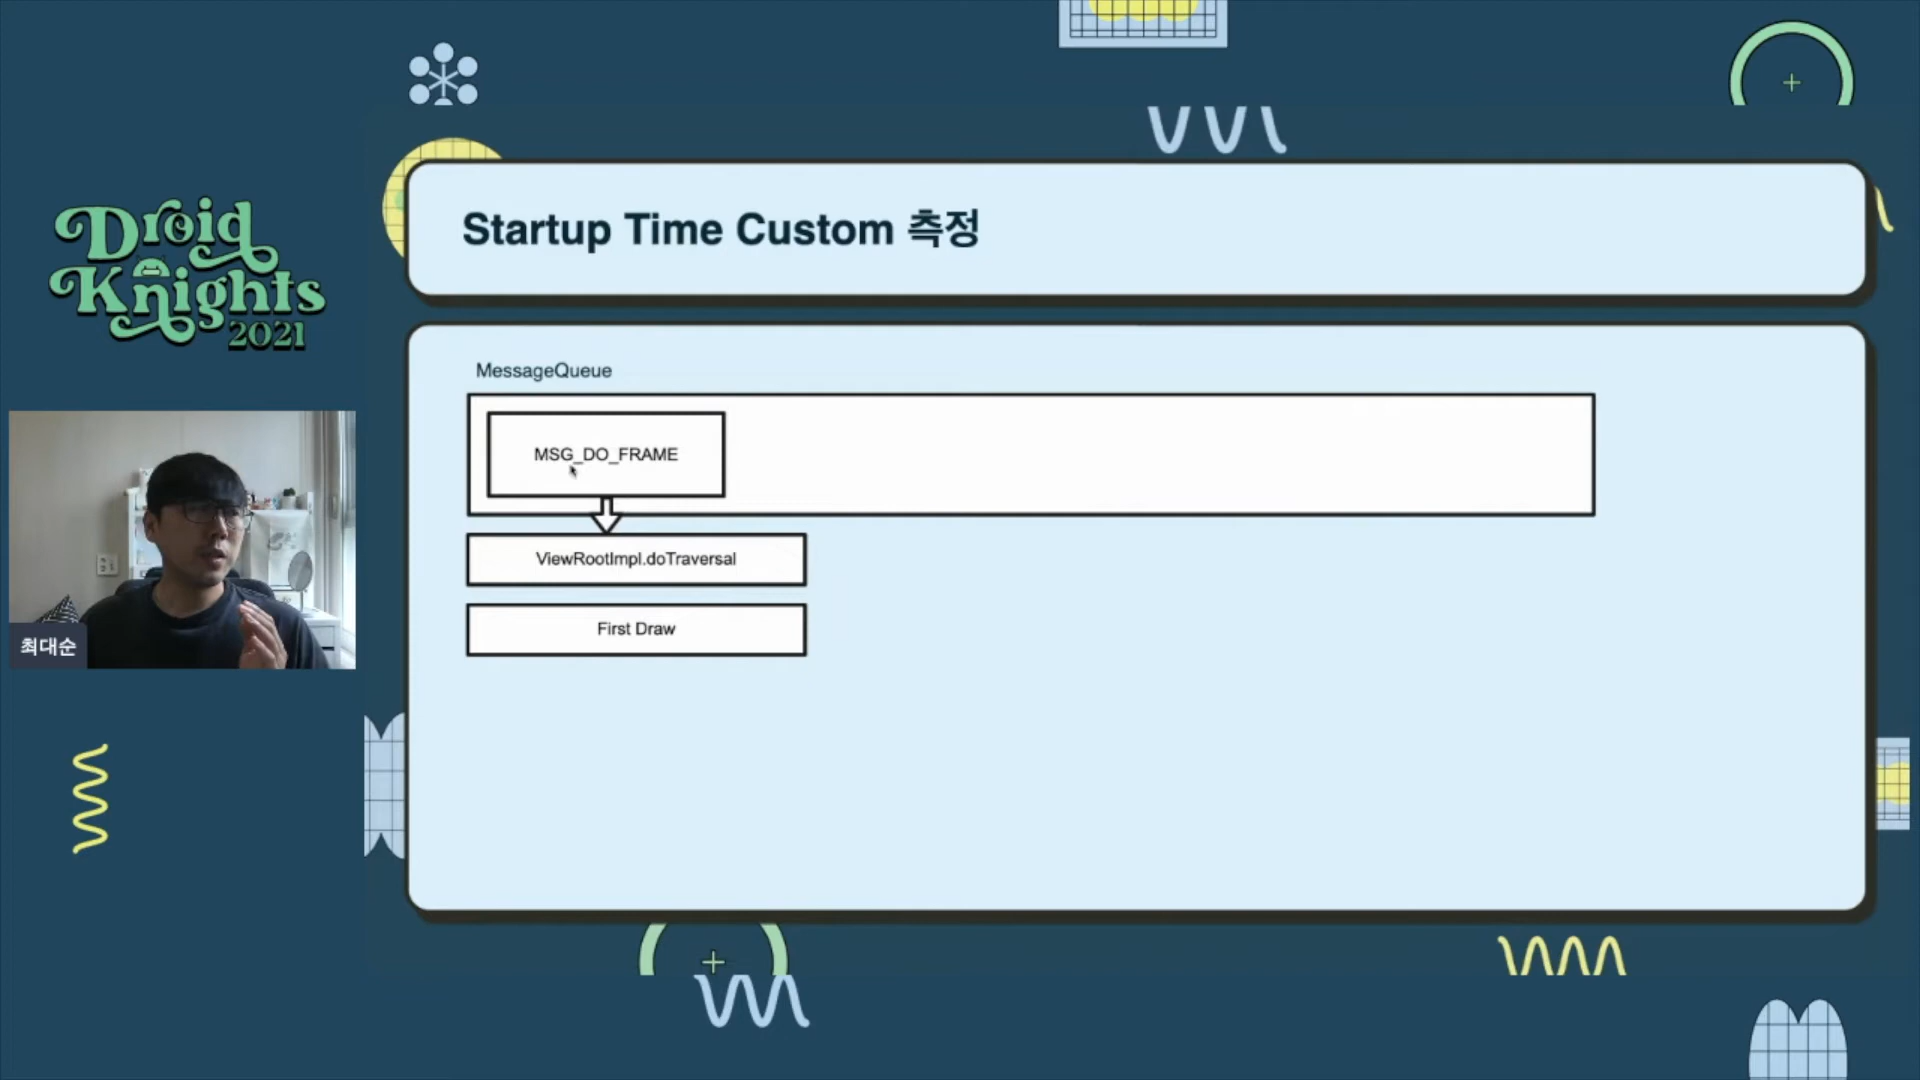 Droid
Knights
2021
최대순
Startup Time Custom 측정
MessageQueue
MSG_DO_FRAME
ViewRootImpl.doTraversal
First Draw